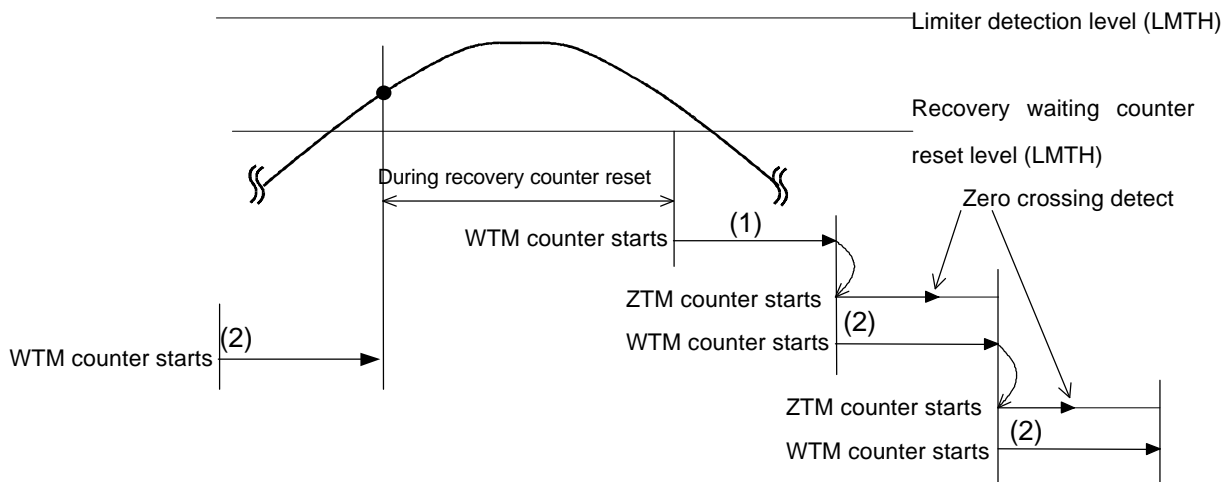 Limiter detection level (LMTH)
Recovery waiting counter
reset level (LMTH)
During recovery counter reset
Zero crossing detect
WTM counter starts
(1)
ZTM counter starts
(2)
WTM counter starts
(2)
WTM counter starts
ZTM counter starts
(2)
WTM counter starts